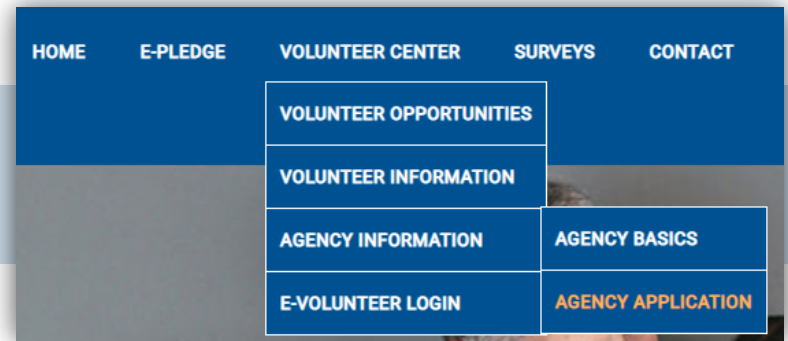 HOME E-PLEDGE VOLUNTEER CENTER SURVEYS CONTACT
VOLUNTEER OPPORTUNITIES
VOLUNTEER INFORMATION
AGENCY INFORMATION AGENCY BASICS
E-VOLUNTEER LOGIN AGENCY APPLICATION